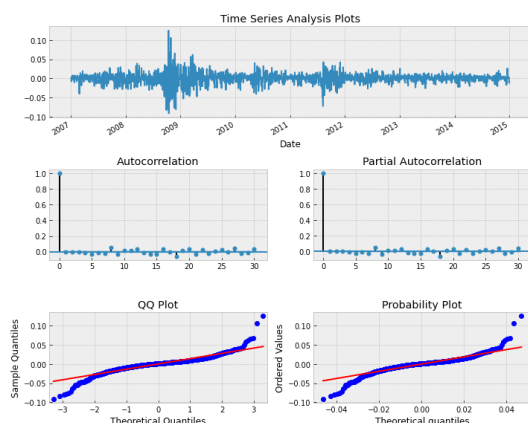 Time Series Analysis Plots
0.10
0.05
0.00
−0.05
−0.10
2007 2008 2009 2010 2011 2012 2013 2014 2015
Date
Autocorrelation
1.0
0.8
0.6
0.4
0.2
0.0
0 5 10 15 20 25 30
Partial Autocorrelation
1.0
0.8
0.6
0.4
0.2
0.0
0 5 10 15 20 25 30
QQ Plot
Sample Quantiles
0.10
0.05
0.00
−0.05
−0.10
−3 −2 −1 0 1 2 3
Theoretical Quantiles
Probability Plot
Ordered Values
0.10
0.05
0.00
−0.05
−0.10
−0.04 −0.02 0.00 0.02 0.04
Theoretical quantiles